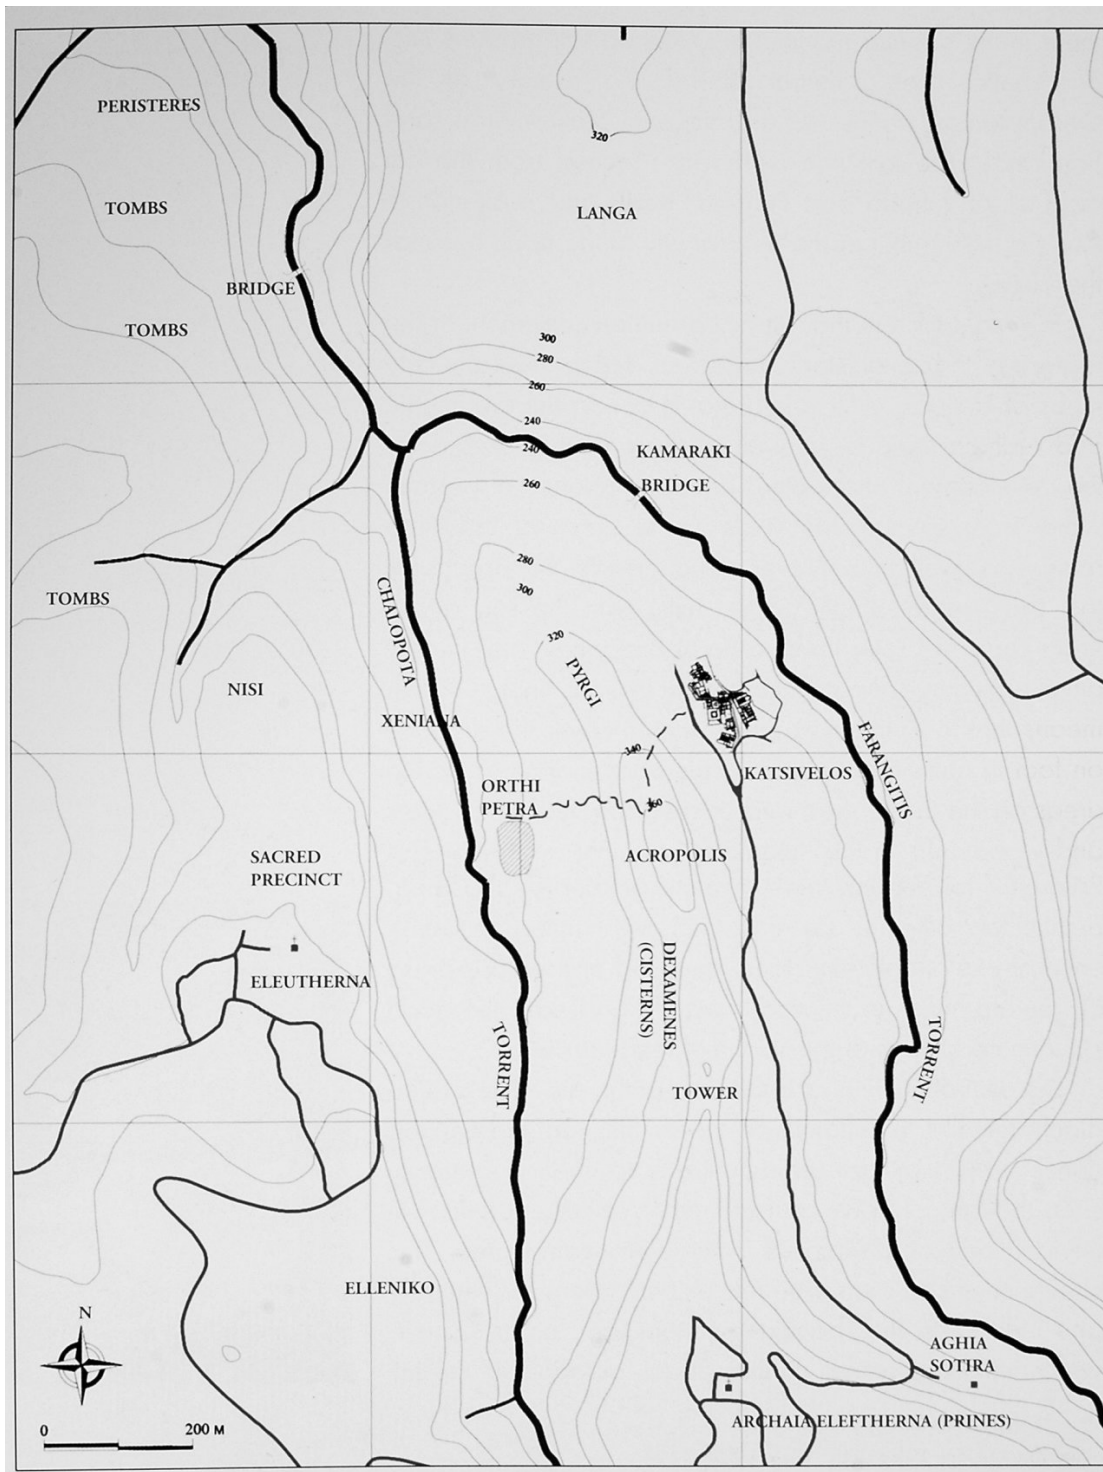 PERISTERES
320
TOMBS
LANGA
BRIDGE
TOMBS
300
280
260
240
240
KAMARAKI
BRIDGE
260
280
300
TOMBS
CHALOPOTA
320
PYRGI
NISI
XENIANA
340
FARANGITIS
KATSIVELOS
ORTHI
PETRA
360
ACROPOLIS
SACRED
PRECINCT
DEXAMENES
(CISTERNS)
ELEUTHERNA
TORRENT
TORRENT
TOWER
ELLENIKO
N
AGHIA
SOTIRA
0 200 M
ARCHAIA ELEFTHERNA (PRINES)